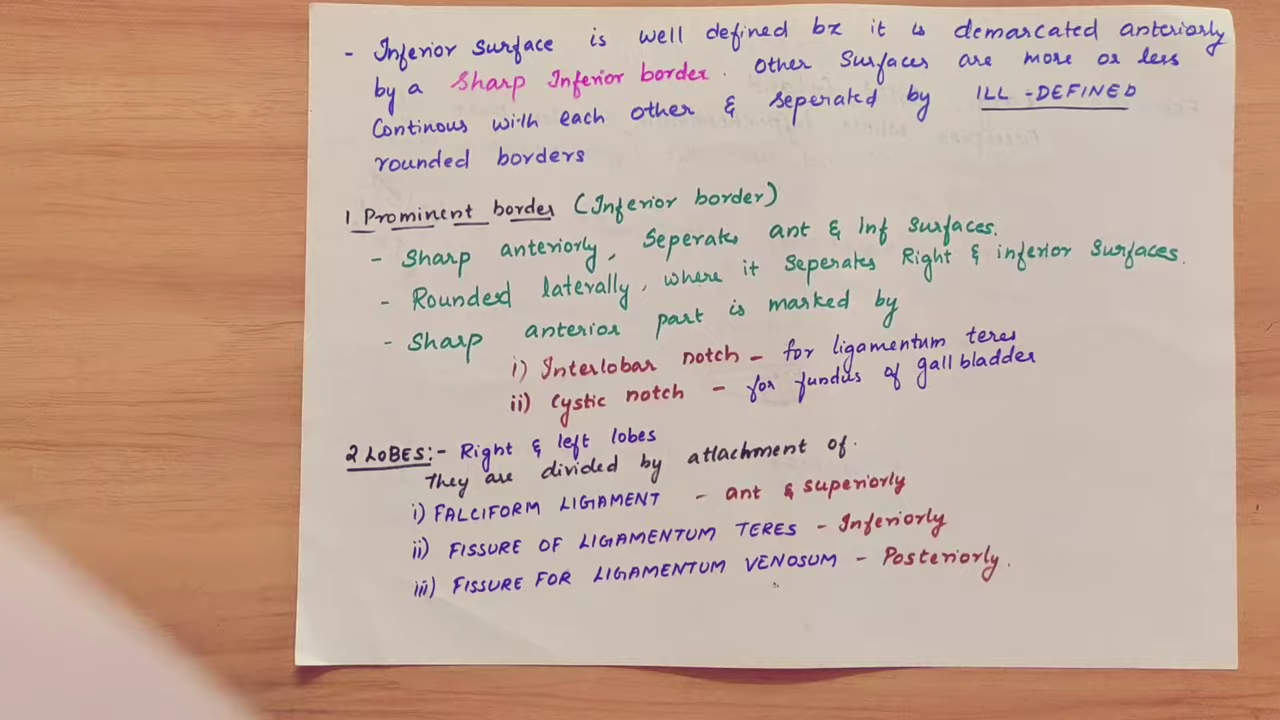 - Inferior surface is well defined bz it is demarcated anteriorly
by a Sharp Inferior border. Other Surfaces are more or less
Continous with each other & seperated by ILL-DEFINED
rounded borders
1 Prominent border (Inferior border)
- Sharp anteriorly, Seperates ant & Inf Surfaces.
- Rounded laterally, where it seperates Right & inferior Surfaces.
- Sharp anterior part is marked by
i) Interlobar notch - for ligamentum teres
ii) Cystic notch - for fundus of gall bladder
2 LOBES:- Right & left lobes
They are divided by attachment of.
i) FALCIFORM LIGAMENT - ant & superiorly
ii) FISSURE OF LIGAMENTUM TERES - Inferiorly
iii) FISSURE FOR LIGAMENTUM VENOSUM - Posteriorly.